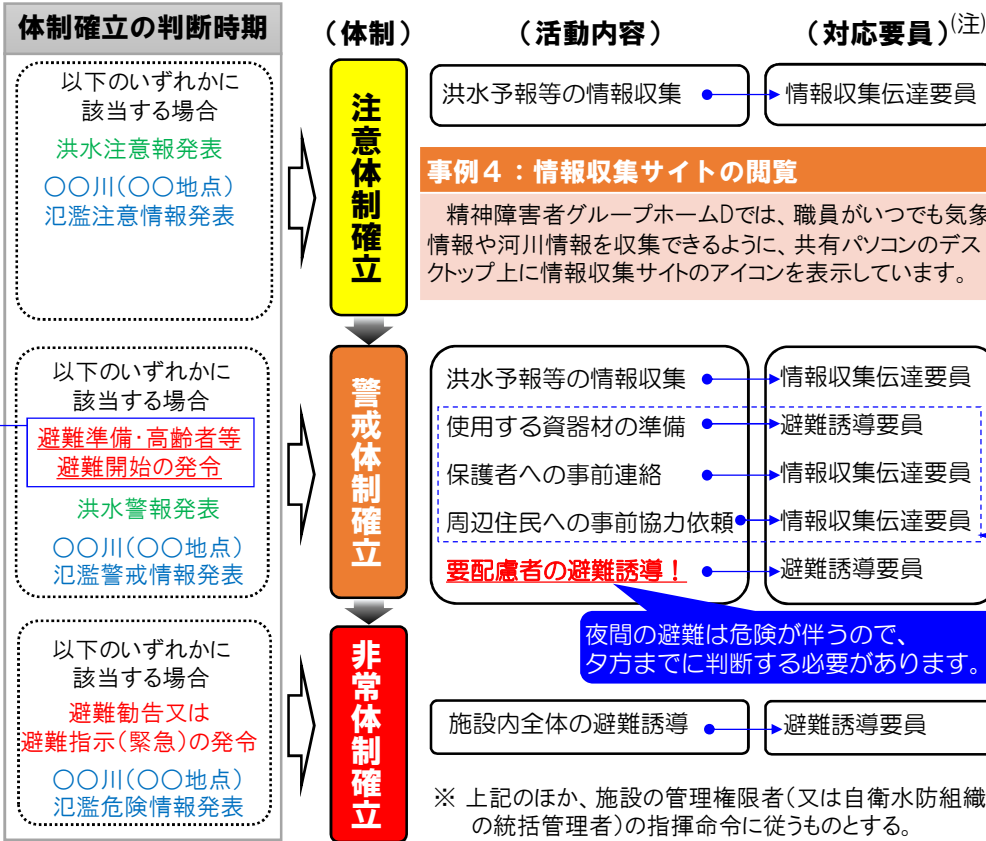 体制確立の判断時期
(体制)
(活動内容)
(対応要員)(注)
以下のいずれかに
該当する場合
洪水注意報発表
〇〇川(〇〇地点)
氾濫注意情報発表
注意体制確立
洪水予報等の情報収集
情報収集伝達要員
事例4:情報収集サイトの閲覧
精神障害者グループホームDでは、職員がいつでも気象
情報や河川情報を収集できるように、共有パソコンのデス
クトップ上に情報収集サイトのアイコンを表示しています。
以下のいずれかに
該当する場合
避難準備・高齢者等
避難開始の発令
洪水警報発表
〇〇川(〇〇地点)
氾濫警戒情報発表
警戒体制確立
洪水予報等の情報収集
情報収集伝達要員
使用する資器材の準備
避難誘導要員
保護者への事前連絡
情報収集伝達要員
周辺住民への事前協力依頼
情報収集伝達要員
要配慮者の避難誘導!
避難誘導要員
夜間の避難は危険が伴うので、
夕方までに判断する必要があります。
以下のいずれかに
該当する場合
避難勧告又は
避難指示(緊急)の発令
〇〇川(〇〇地点)
氾濫危険情報発表
非常体制確立
施設内全体の避難誘導
避難誘導要員
※ 上記のほか、施設の管理権限者(又は自衛水防組織
の統括管理者)の指揮命令に従うものとする。